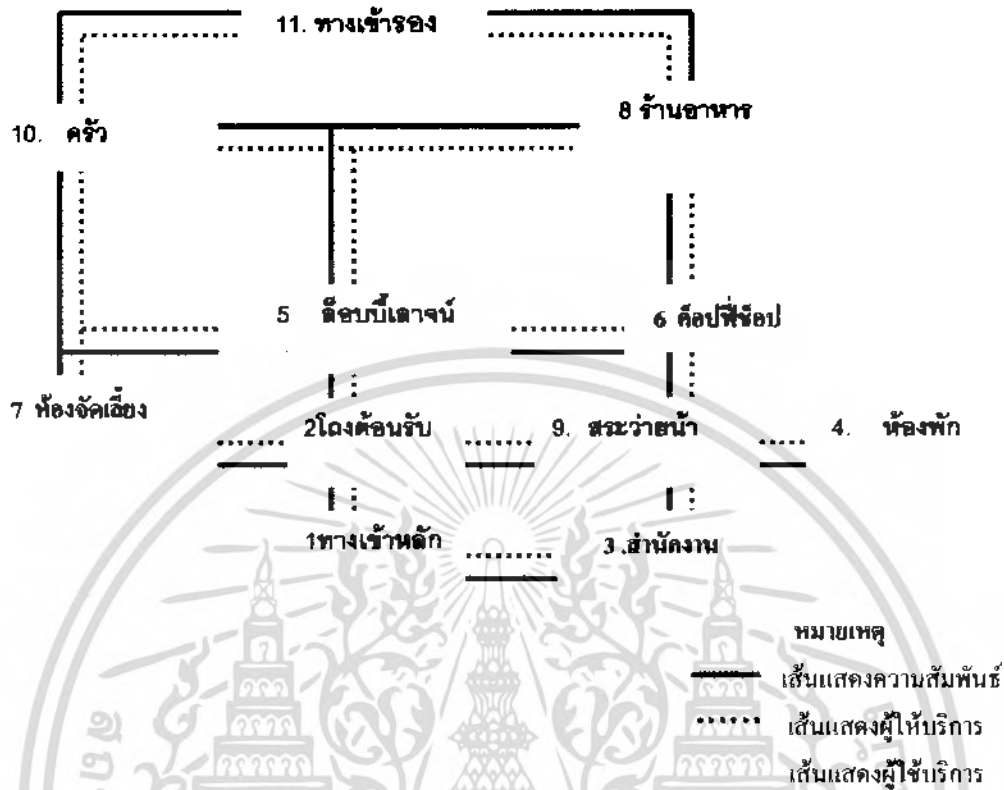 11. ทางเข้ารอง
10. ครัว
8 ร้านอาหาร
5 ล็อบบี้เลาจน์
6 ค็อปฟี่ช็อป
7 ห้องจัดเลี้ยง
2โถงต้อนรับ
9. สระว่ายน้ำ
4. ห้องพัก
1ทางเข้าหลัก
3 .สำนักงาน
หมายเหตุ
เส้นแสดงความสัมพันธ์
เส้นแสดงผู้ให้บริการ
เส้นแสดงผู้ใช้บริการ